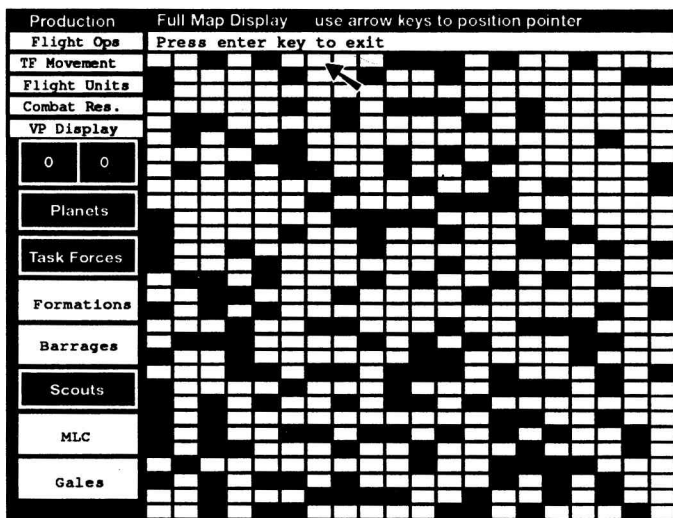 Production
Full Map Display use arrow keys to position pointer
Flight Ops
Press enter key to exit
TF Movement
Flight Units
Combat Res.
VP Display
0 0
Planets
Task Forces
Formations
Barrages
Scouts
MLC
Gales